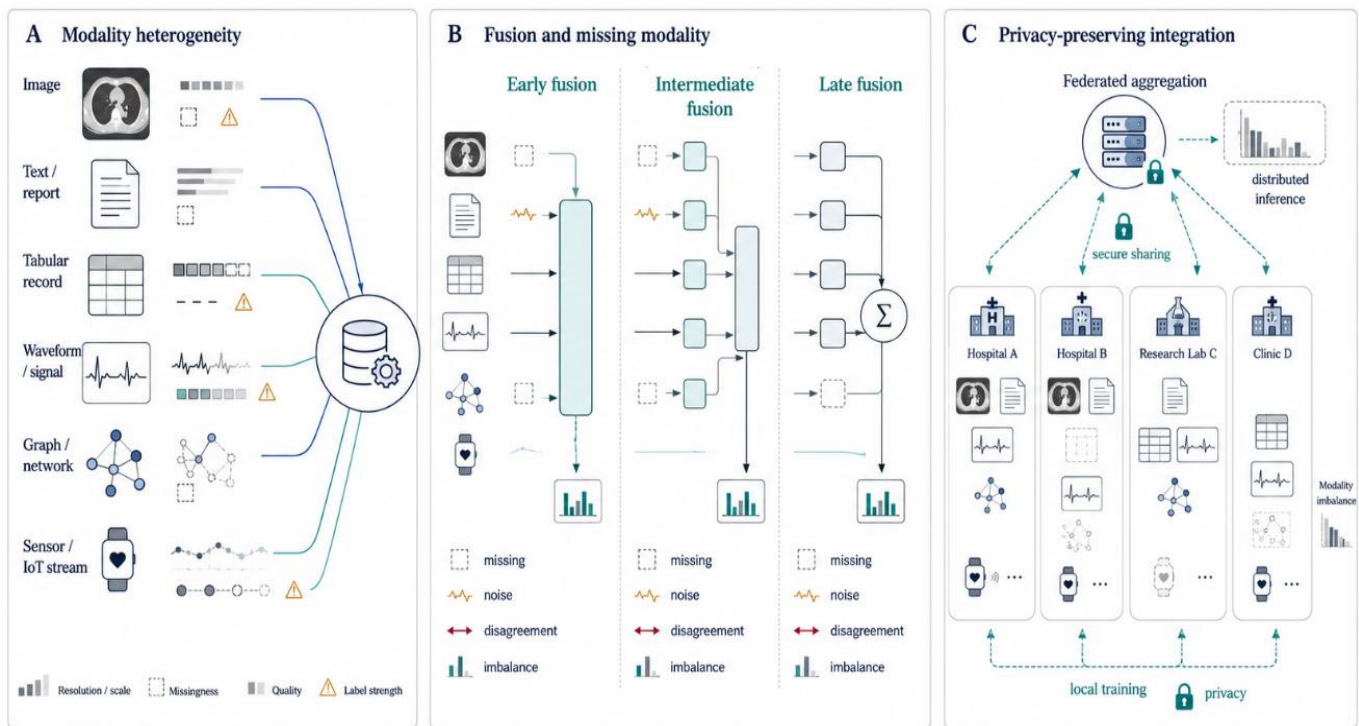 A Modality heterogeneity
Image
Text /
report
Tabular
record
Waveform
/ signal
Graph /
network
Sensor /
IoT stream
Resolution / scale
Missingness
Quality
Label strength
B Fusion and missing modality
Early fusion
Intermediate
fusion
Late fusion
Σ
missing
noise
disagreement
imbalance
missing
noise
disagreement
imbalance
missing
noise
disagreement
imbalance
C Privacy-preserving integration
Federated aggregation
distributed
inference
secure sharing
H
Hospital A
Hospital B
Research Lab C
Clinic D
Modality
imbalance
local training
privacy